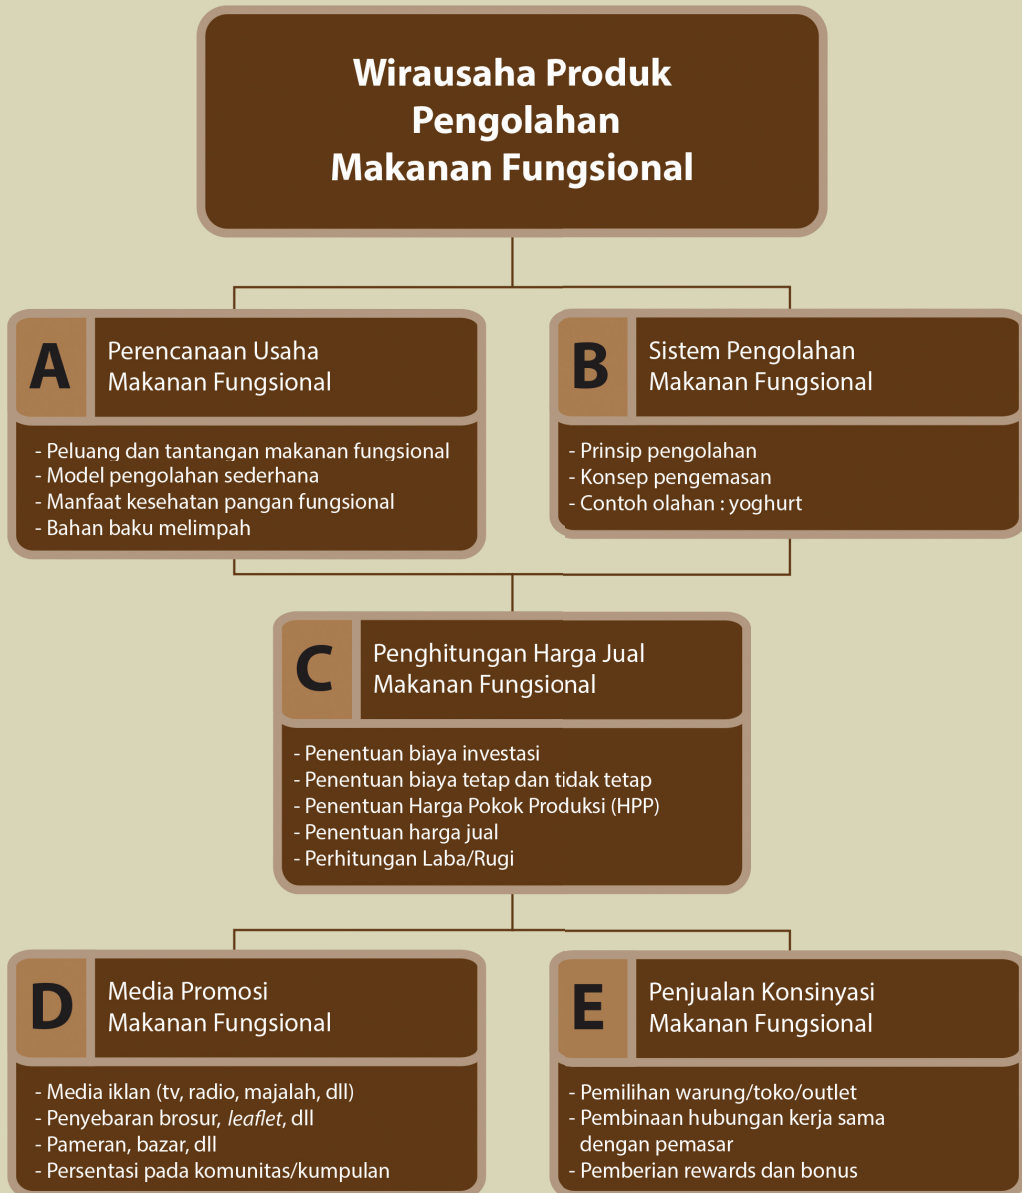 Wirausaha Produk
Pengolahan
Makanan Fungsional
A
Perencanaan Usaha
Makanan Fungsional
- Peluang dan tantangan makanan fungsional
- Model pengolahan sederhana
- Manfaat kesehatan pangan fungsional
- Bahan baku melimpah
B
Sistem Pengolahan
Makanan Fungsional
- Prinsip pengolahan
- Konsep pengemasan
- Contoh olahan : yoghurt
C
Penghitungan Harga Jual
Makanan Fungsional
- Penentuan biaya investasi
- Penentuan biaya tetap dan tidak tetap
- Penentuan Harga Pokok Produksi (HPP)
- Penentuan harga jual
- Perhitungan Laba/Rugi
D
Media Promosi
Makanan Fungsional
- Media iklan (tv, radio, majalah, dll)
- Penyebaran brosur, leaflet, dll
- Pameran, bazar, dll
- Persentasi pada komunitas/kumpulan
E
Penjualan Konsinyasi
Makanan Fungsional
- Pemilihan warung/toko/outlet
- Pembinaan hubungan kerja sama
dengan pemasar
- Pemberian rewards dan bonus